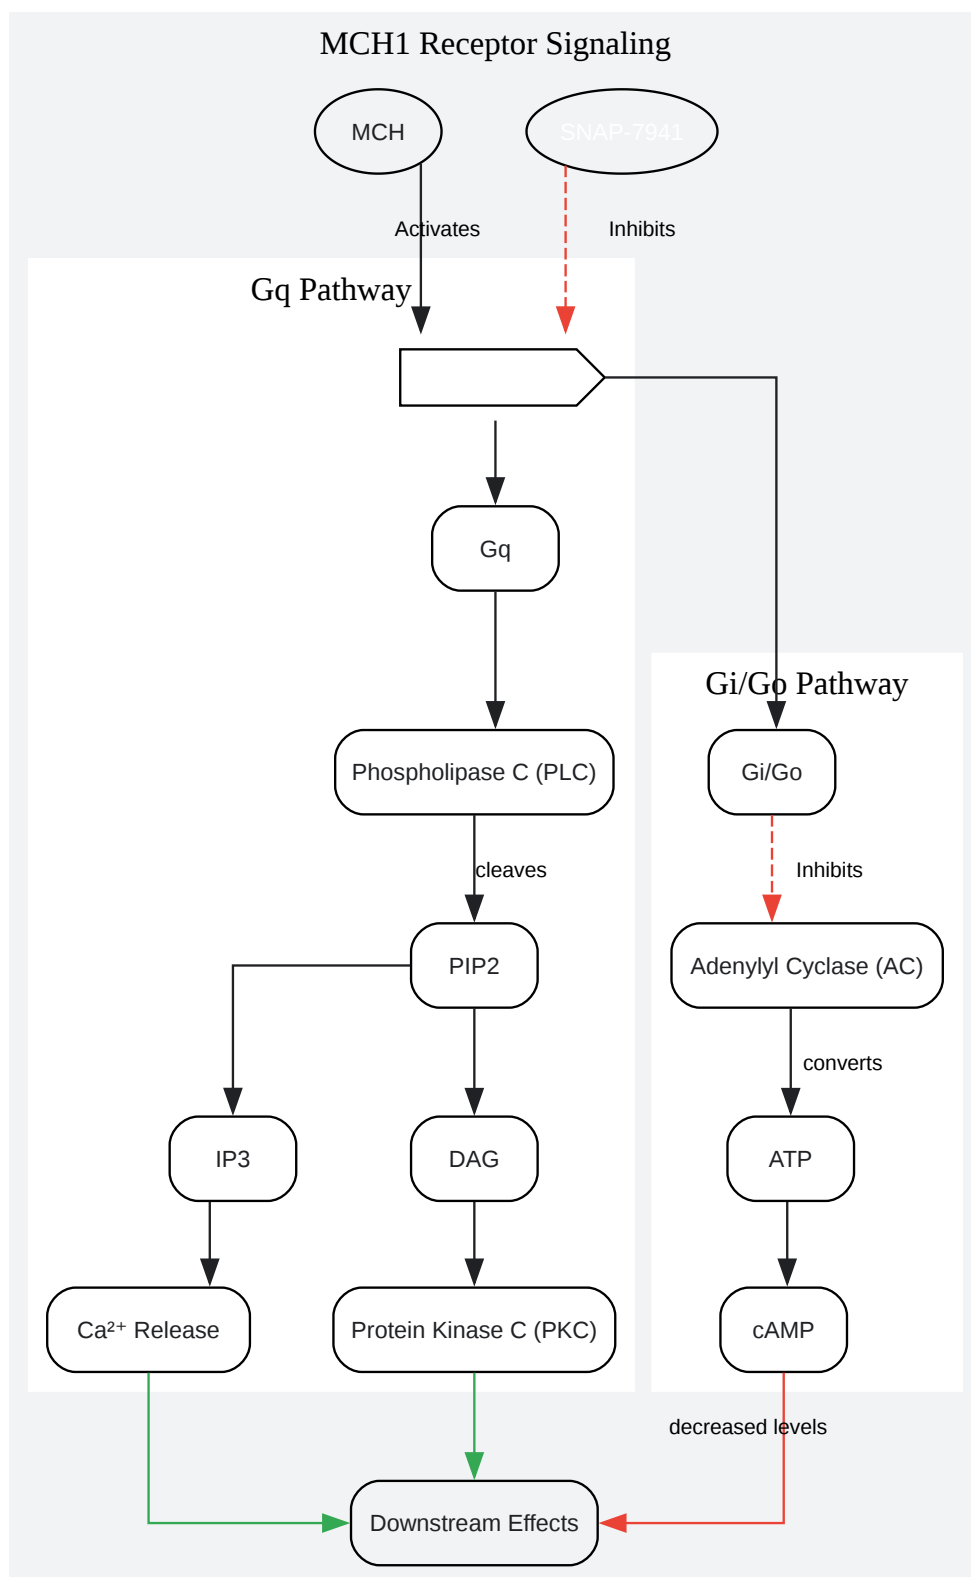 MCH1 Receptor Signaling
MCH
SNAP-7941
Activates
Inhibits
Gq Pathway
Gq
Gi/Go Pathway
Phospholipase C (PLC)
Gi/Go
cleaves
Inhibits
PIP2
Adenylyl Cyclase (AC)
converts
IP3
DAG
ATP
Ca²⁺ Release
Protein Kinase C (PKC)
cAMP
decreased levels
Downstream Effects